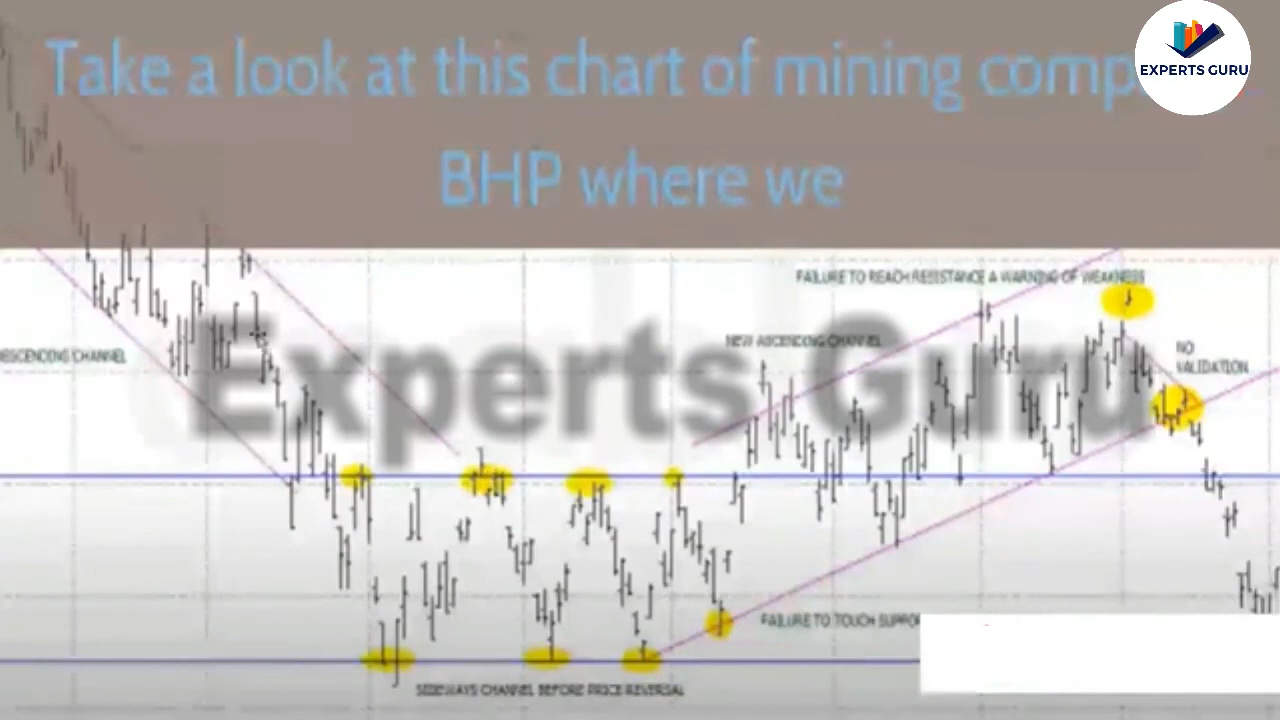 Take a look at this chart of mining comp
EXPERTS GURU
BHP where we
FAILURE TO REACH RESISTANCE A WARNING OF WEAKNESS
NEW ASCENDING CHANNEL
NO
VALIDATION
DESCENDING CHANNEL
Experts Guru
FAILURE TO TOUCH SUPPOR
SIDEWAYS CHANNEL BEFORE PRICE REVERSAL